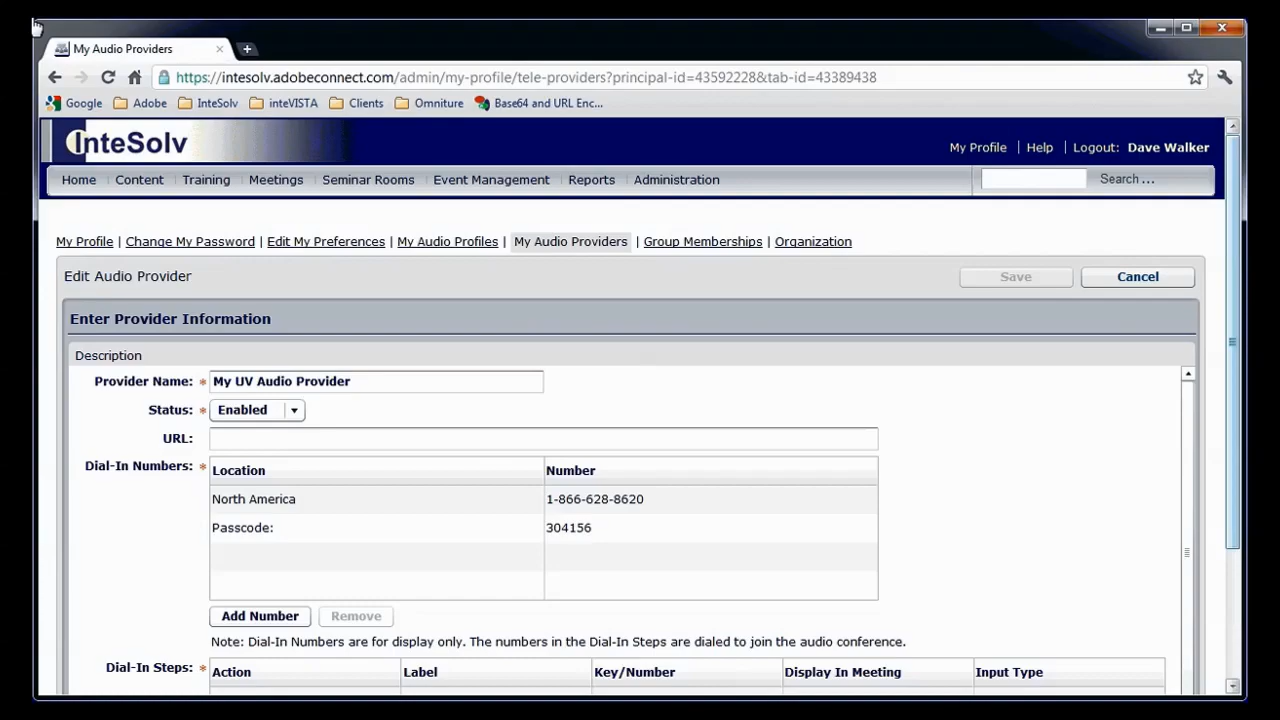 My Audio Providers
https://intesolv.adobeconnect.com/admin/my-profile/tele-providers?principal-id=43592228&tab-id=43389438
Google Adobe InteSolv inteVISTA Clients Omniture Base64 and URL Enc...
InteSolv
My Profile | Help | Logout: Dave Walker
Home Content Training Meetings Seminar Rooms Event Management Reports Administration Search ...
My Profile | Change My Password | Edit My Preferences | My Audio Profiles | My Audio Providers | Group Memberships | Organization
Edit Audio Provider Save Cancel
Enter Provider Information
Description
Provider Name: * My UV Audio Provider
Status: * Enabled
URL:
Dial-In Numbers: * Location Number
North America 1-866-628-8620
Passcode: 304156
Add Number Remove
Note: Dial-In Numbers are for display only. The numbers in the Dial-In Steps are dialed to join the audio conference.
Dial-In Steps: * Action Label Key/Number Display In Meeting Input Type